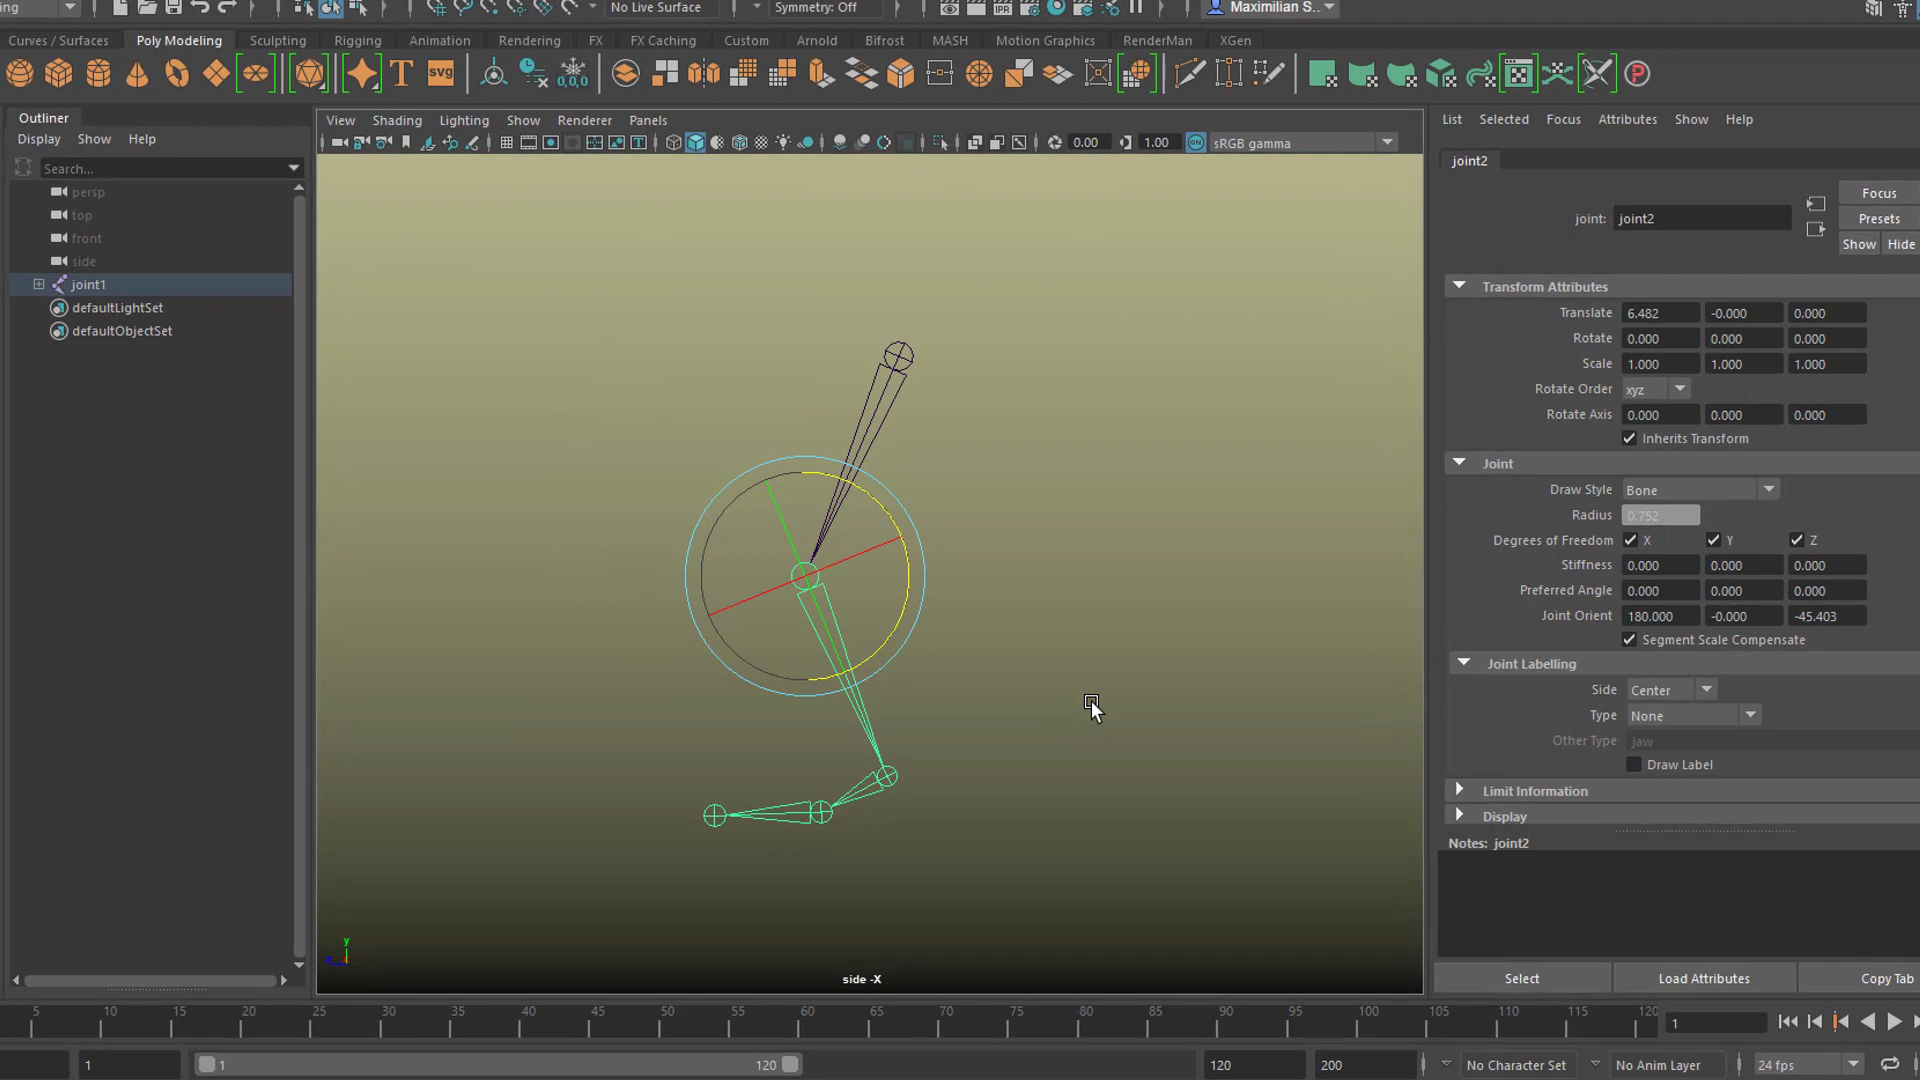 ing No Live Surface Symmetry: Off IPR Maximilian S...
Curves / Surfaces Poly Modeling Sculpting Rigging Animation Rendering FX FX Caching Custom Arnold Bifrost MASH Motion Graphics RenderMan XGen
T svg 0,0,0 P
Outliner
Display Show Help
Search...
persp
top
front
side
joint1
defaultLightSet
defaultObjectSet
View Shading Lighting Show Renderer Panels
0.00 1.00 ON sRGB gamma
y
side -X
List Selected Focus Attributes Show Help
joint2
Focus
joint: joint2 Presets
Show Hide
Transform Attributes
Translate 6.482 -0.000 0.000
Rotate 0.000 0.000 0.000
Scale 1.000 1.000 1.000
Rotate Order xyz
Rotate Axis 0.000 0.000 0.000
Inherits Transform
Joint
Draw Style Bone
Radius 0.752
Degrees of Freedom X Y Z
Stiffness 0.000 0.000 0.000
Preferred Angle 0.000 0.000 0.000
Joint Orient 180.000 -0.000 -45.403
Segment Scale Compensate
Joint Labelling
Side Center
Type None
Other Type jaw
Draw Label
Limit Information
Display
Notes: joint2
Select Load Attributes Copy Tab
5 10 15 20 25 30 35 40 45 50 55 60 65 70 75 80 85 90 95 100 105 110 115 120 1
1 1 120 120 200 No Character Set No Anim Layer 24 fps